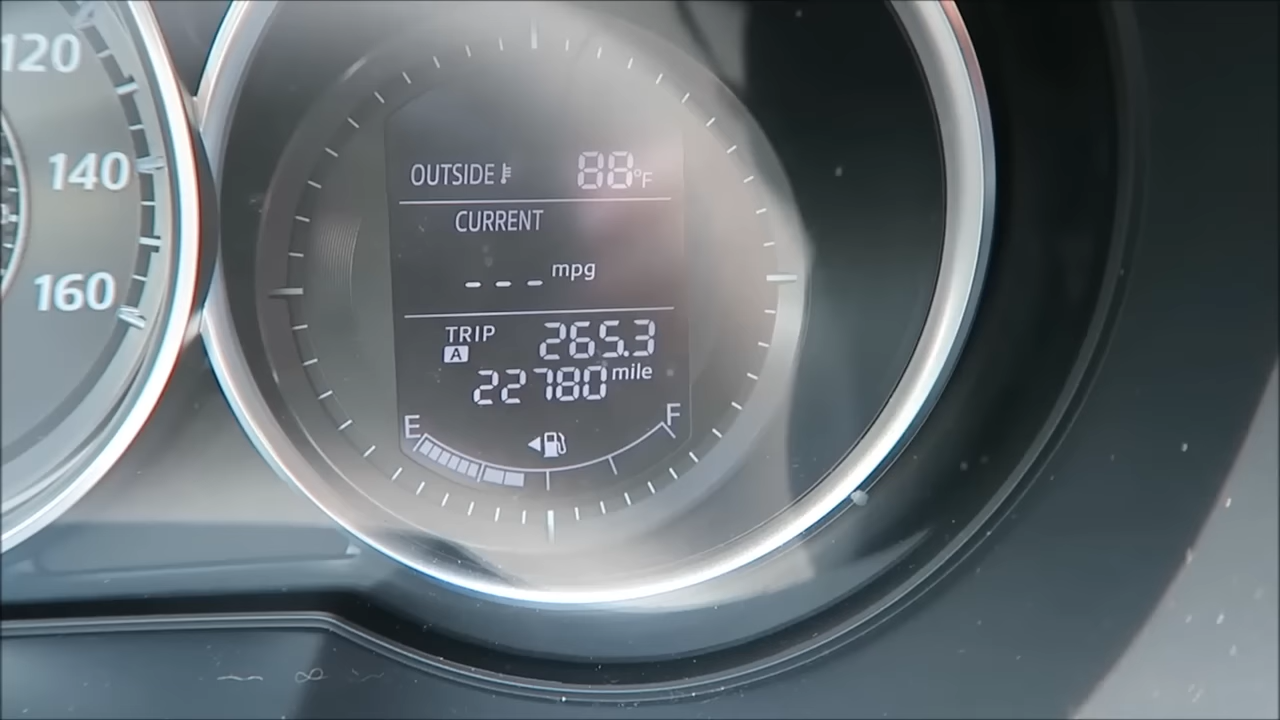 120
140
160
OUTSIDE 88°F
CURRENT
--- mpg
TRIP A 265.3
22780 mile
E F